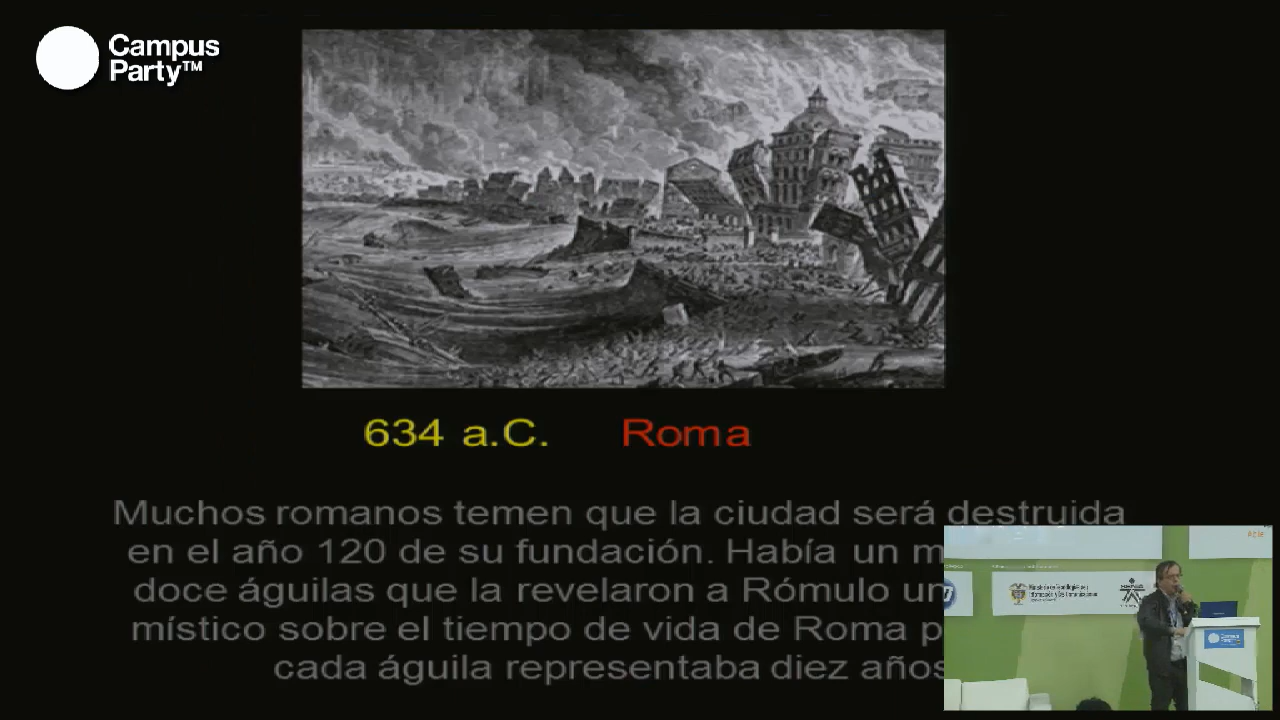 Campus
Party™
634 a.C. Roma
Muchos romanos temen que la ciudad será destruida
en el año 120 de su fundación. Había un
doce águilas que la revelaron a Rómulo un
místico sobre el tiempo de vida de Roma
cada águila representaba diez años
Campus
Party